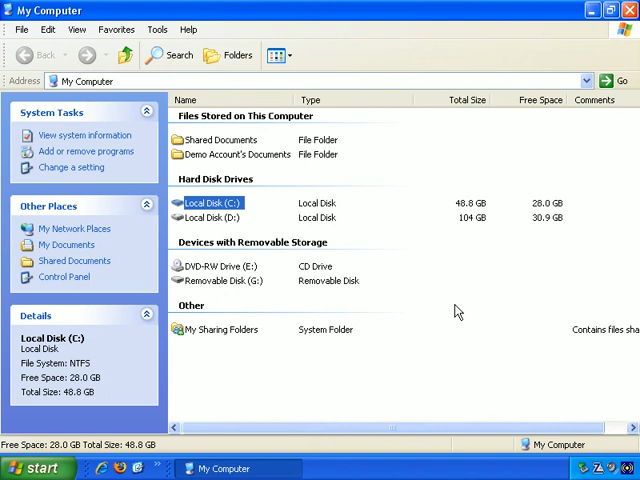 My Computer
File Edit View Favorites Tools Help
Back Search Folders
Address My Computer Go
System Tasks
View system information
Add or remove programs
Change a setting
Other Places
My Network Places
My Documents
Shared Documents
Control Panel
Details
Local Disk (C:)
Local Disk
File System: NTFS
Free Space: 28.0 GB
Total Size: 48.8 GB
Name Type Total Size Free Space Comments
Files Stored on This Computer
Shared Documents File Folder
Demo Account's Documents File Folder
Hard Disk Drives
Local Disk (C:) Local Disk 48.8 GB 28.0 GB
Local Disk (D:) Local Disk 104 GB 30.9 GB
Devices with Removable Storage
DVD-RW Drive (E:) CD Drive
Removable Disk (G:) Removable Disk
Other
My Sharing Folders System Folder Contains files sha
Free Space: 28.0 GB Total Size: 48.8 GB My Computer
start My Computer